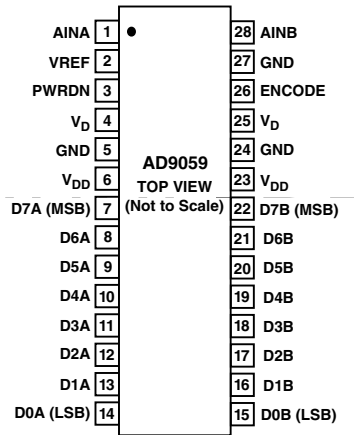 AINA 1 28 AINB
VREF 2 27 GND
PWRDN 3 26 ENCODE
VD 4 25 VD
GND 5 24 GND
AD9059
VDD 6 TOP VIEW 23 VDD
D7A (MSB) 7 (Not to Scale) 22 D7B (MSB)
D6A 8 21 D6B
D5A 9 20 D5B
D4A 10 19 D4B
D3A 11 18 D3B
D2A 12 17 D2B
D1A 13 16 D1B
D0A (LSB) 14 15 D0B (LSB)